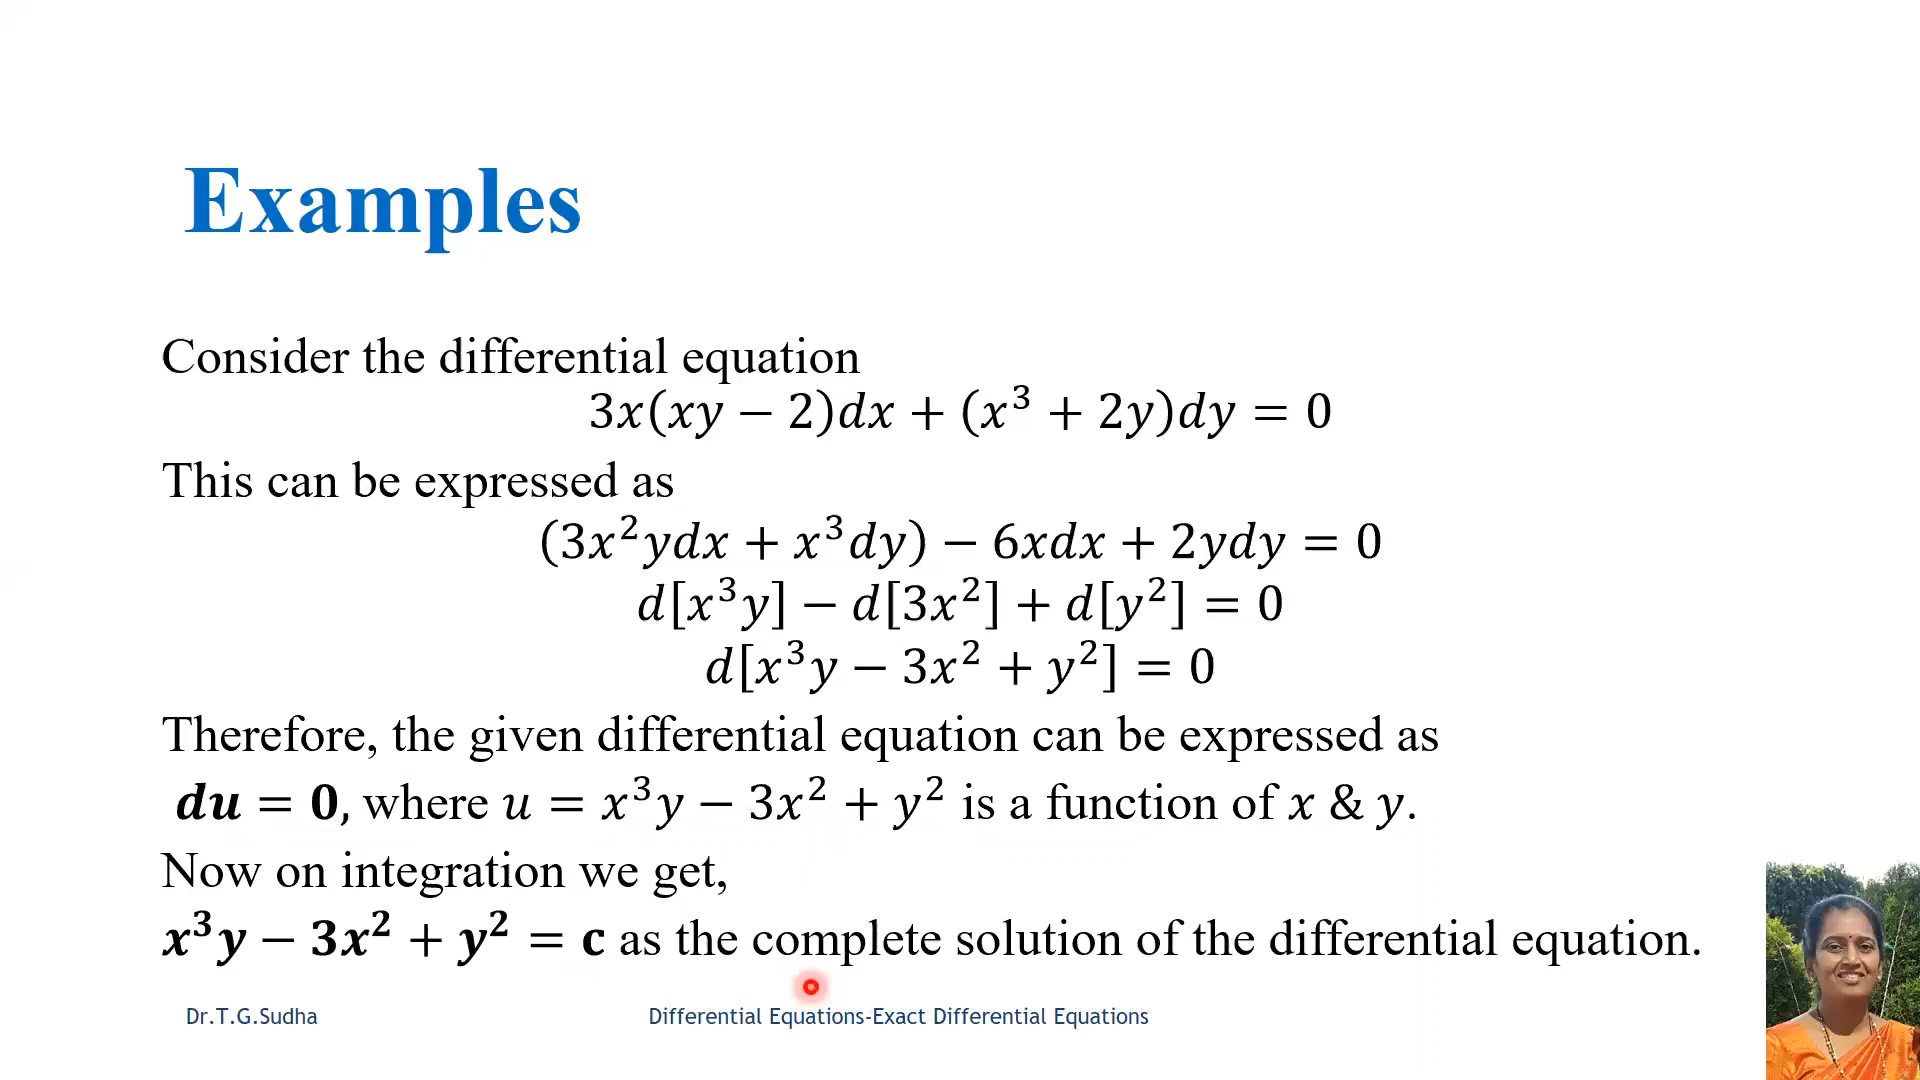 Examples
Consider the differential equation
3x(xy − 2)dx + (x³ + 2y)dy = 0
This can be expressed as
(3x²ydx + x³dy) − 6xdx + 2ydy = 0
d[x³y] − d[3x²] + d[y²] = 0
d[x³y − 3x² + y²] = 0
Therefore, the given differential equation can be expressed as
du = 0, where u = x³y − 3x² + y² is a function of x & y.
Now on integration we get,
x³y − 3x² + y² = c as the complete solution of the differential equation.
Dr.T.G.Sudha
Differential Equations-Exact Differential Equations